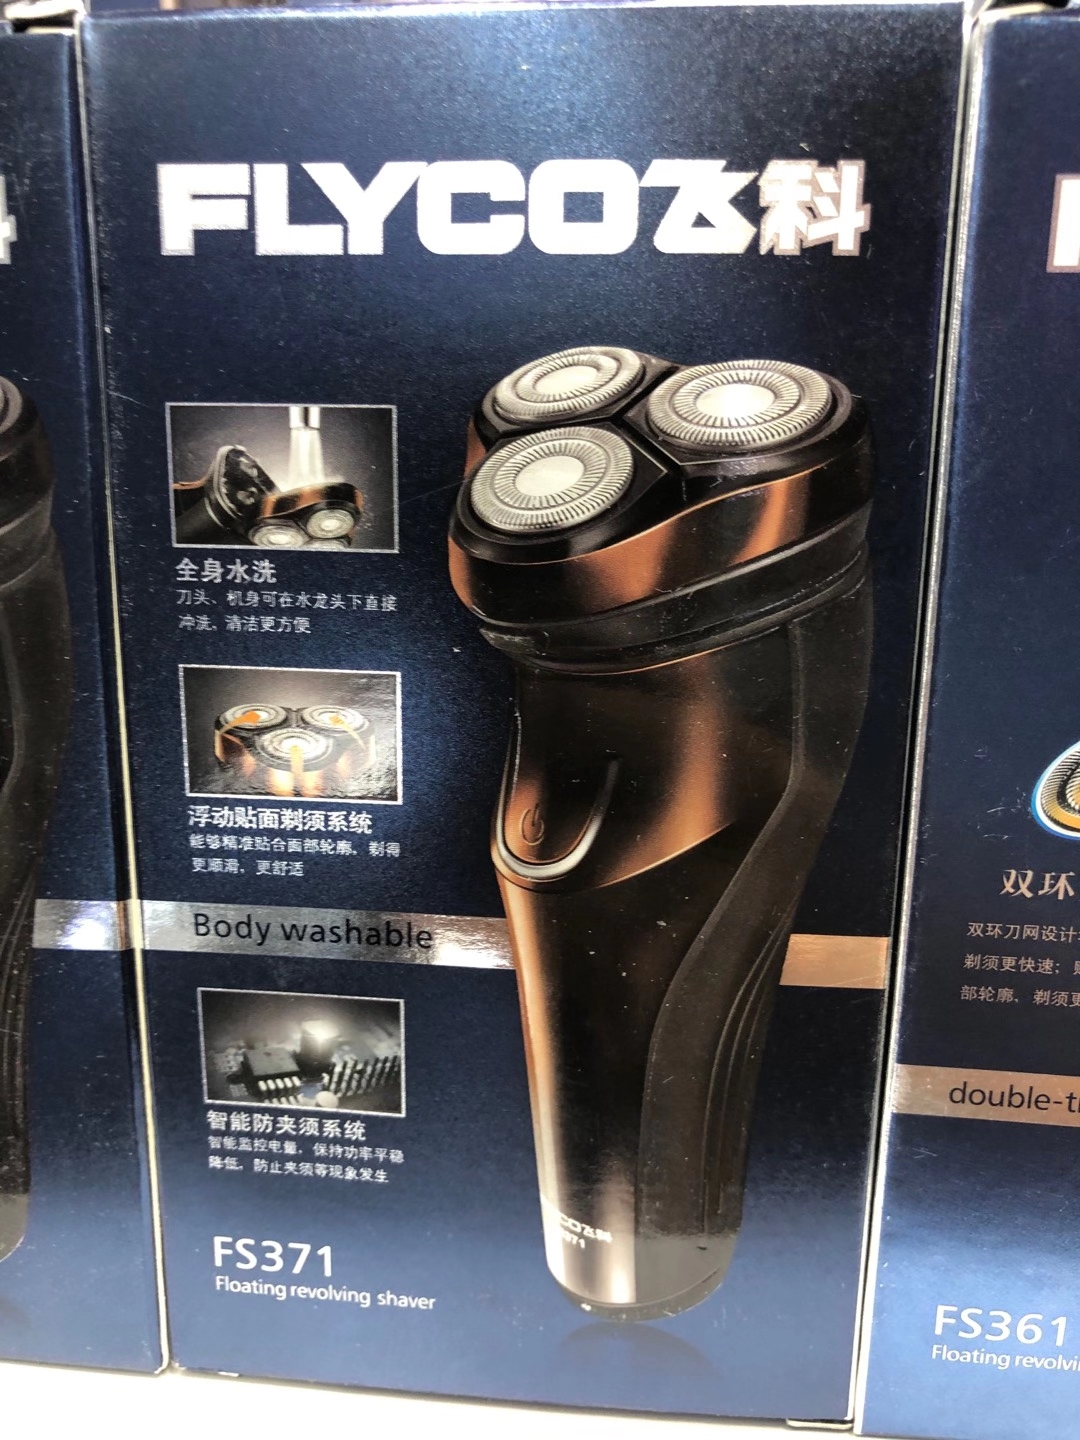 FLYCO飞科
全身水洗
刀头、机身可在水龙头下直接
冲洗，清洁更方便
浮动贴面剃须系统
能够精准贴合面部轮廓，剃得
更顺滑，更舒适
Body washable
智能防夹须系统
智能监控电量，保持功率平稳
降低，防止夹须等现象发生
FS371
Floating revolving shaver
CO飞科
371
双环
双环刀网设计
剃须更快速；
部轮廓，剃须更
double-t
FS361
Floating revolvi